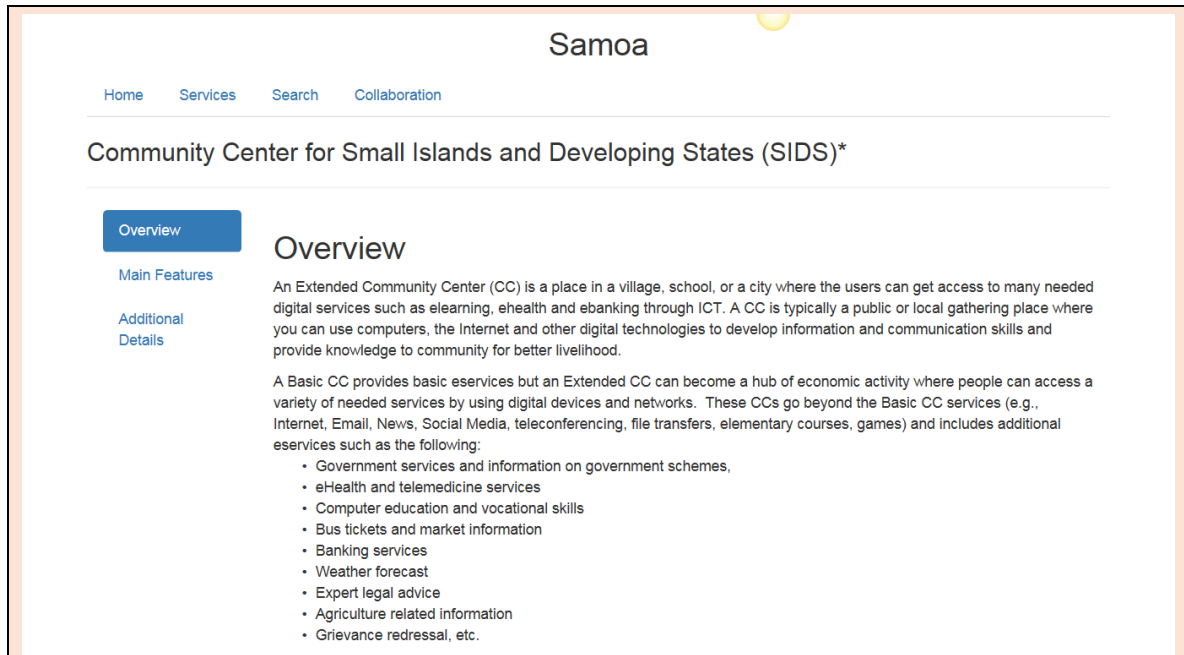 Samoa
Home Services Search Collaboration
Community Center for Small Islands and Developing States (SIDS)*
Overview
Main Features
Additional
Details
Overview
An Extended Community Center (CC) is a place in a village, school, or a city where the users can get access to many needed
digital services such as elearning, ehealth and ebanking through ICT. A CC is typically a public or local gathering place where
you can use computers, the Internet and other digital technologies to develop information and communication skills and
provide knowledge to community for better livelihood.
A Basic CC provides basic eservices but an Extended CC can become a hub of economic activity where people can access a
variety of needed services by using digital devices and networks. These CCs go beyond the Basic CC services (e.g.,
Internet, Email, News, Social Media, teleconferencing, file transfers, elementary courses, games) and includes additional
eservices such as the following:
• Government services and information on government schemes,
• eHealth and telemedicine services
• Computer education and vocational skills
• Bus tickets and market information
• Banking services
• Weather forecast
• Expert legal advice
• Agriculture related information
• Grievance redressal, etc.